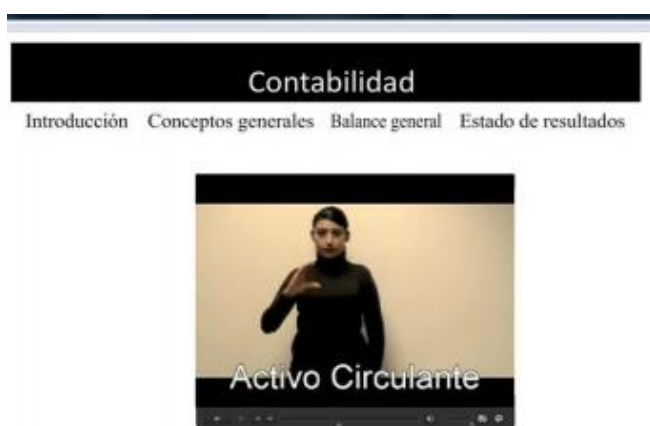 Contabilidad
Introducción Conceptos generales Balance general Estado de resultados
Activo Circulante